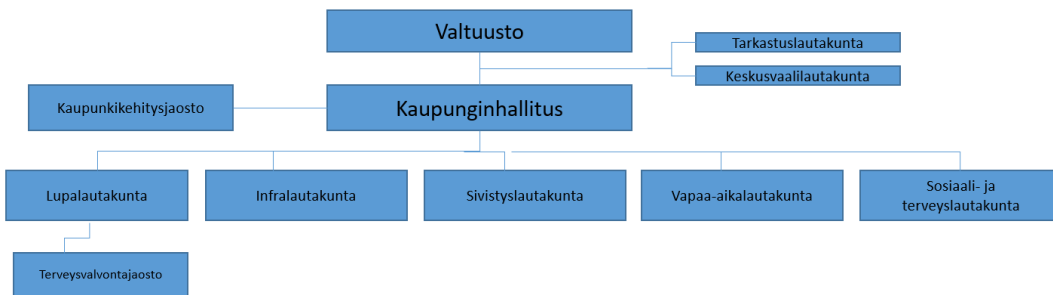 Valtuusto
Tarkastuslautakunta
Keskusvaalilautakunta
Kaupunkikehitysjaosto
Kaupunginhallitus
Lupalautakunta
Infralautakunta
Sivistyslautakunta
Vapaa-aikalautakunta
Sosiaali- ja
terveyslautakunta
Terveysvalvontajaosto